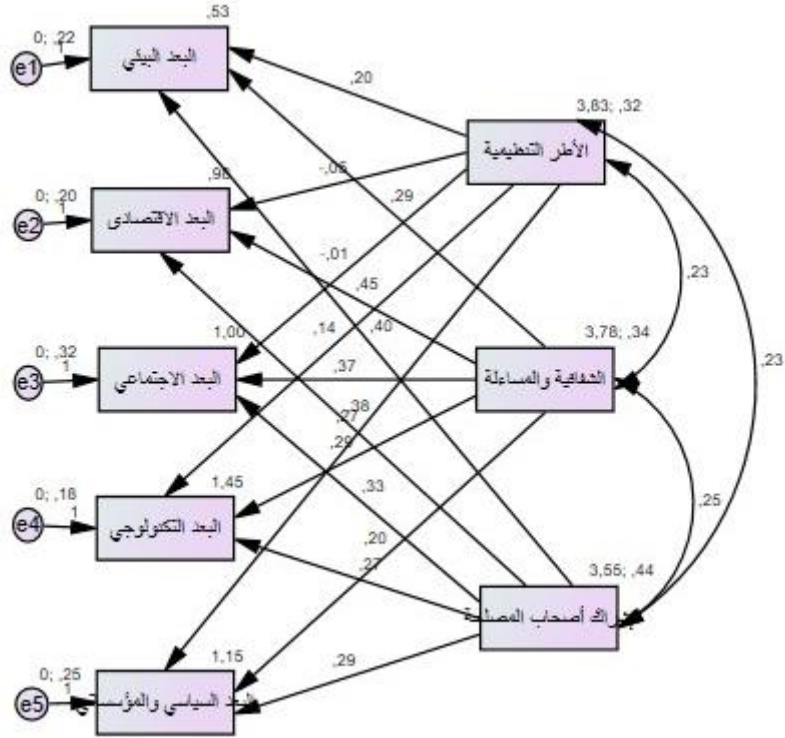 ,53
0; ,22
1
e1
البعد البيئي
,20
3,83; ,32
الأطر التنظيمية
,98
-,05
,29
0; ,20
1
e2
البعد الاقتصادى
-,01
,45
,23
1,00
,14
,40
3,78; ,34
0; ,32
1
e3
البعد الاجتماعي
,37
الشفافية والمساءلة
,23
,38
,27
,29
1,45
,33
0; ,18
1
e4
البعد التكنولوجي
,25
,20
,27
3,55; ,44
أصحاب المصلحة
1,15
,29
0; ,25
1
e5
السياسي